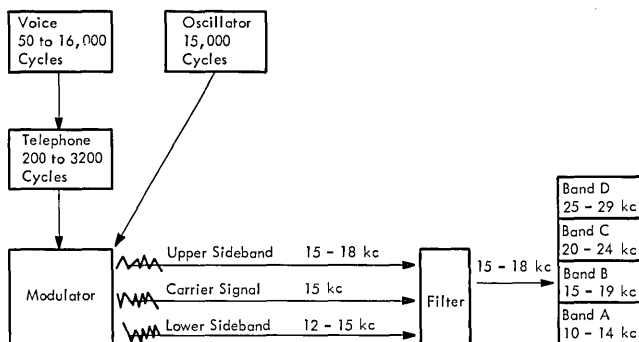 Voice
50 to 16,000
Cycles
Oscillator
15,000
Cycles
Telephone
200 to 3200
Cycles
Modulator
Upper Sideband 15 - 18 kc
Carrier Signal 15 kc
Lower Sideband 12 - 15 kc
Filter
15 - 18 kc
Band D
25 - 29 kc
Band C
20 - 24 kc
Band B
15 - 19 kc
Band A
10 - 14 kc